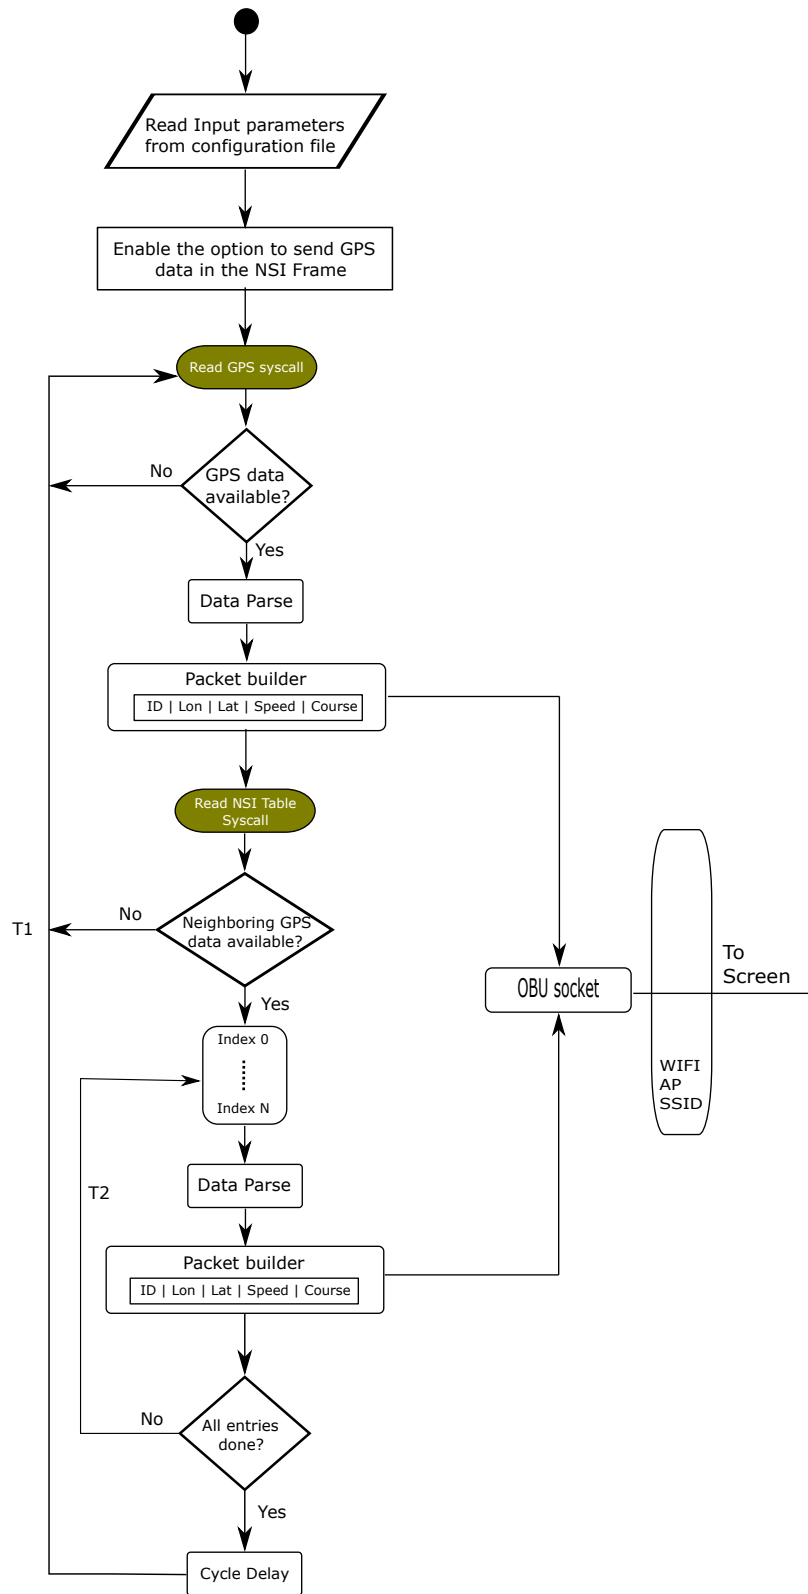 Read Input parameters
from configuration file
Enable the option to send GPS
data in the NSI Frame
Read GPS syscall
No
GPS data
available?
Yes
Data Parse
Packet builder
ID | Lon | Lat | Speed | Course
Read NSI Table
Syscall
T1
No
Neighboring GPS
data available?
Yes
OBU socket
To
Screen
Index 0
Index N
WIFI
AP
SSID
T2
Data Parse
Packet builder
ID | Lon | Lat | Speed | Course
No
All entries
done?
Yes
Cycle Delay